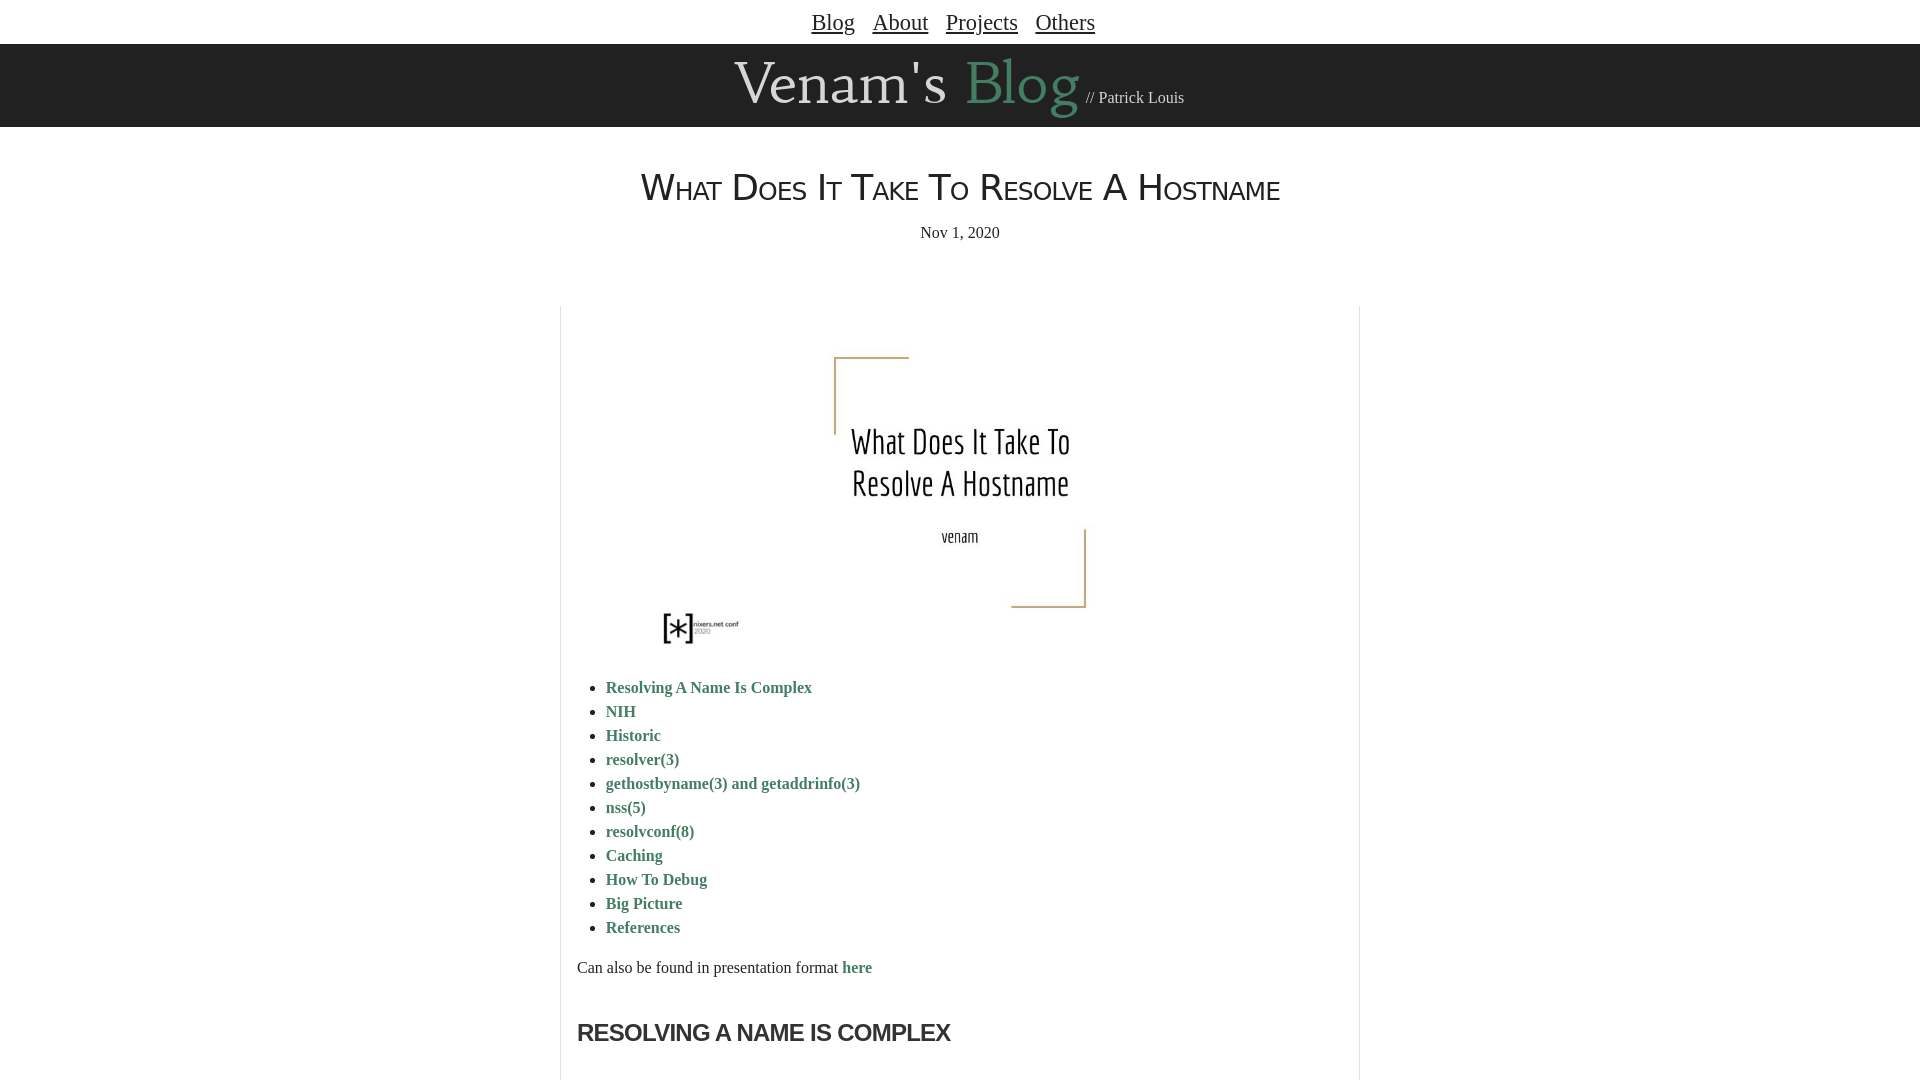 Blog About Projects Others
Venam's Blog // Patrick Louis
What Does It Take To Resolve A Hostname
Nov 1, 2020
What Does It Take To
Resolve A Hostname
venam
[*] nixers.net conf
2020
Resolving A Name Is Complex
NIH
Historic
resolver(3)
gethostbyname(3) and getaddrinfo(3)
nss(5)
resolvconf(8)
Caching
How To Debug
Big Picture
References
Can also be found in presentation format here
RESOLVING A NAME IS COMPLEX